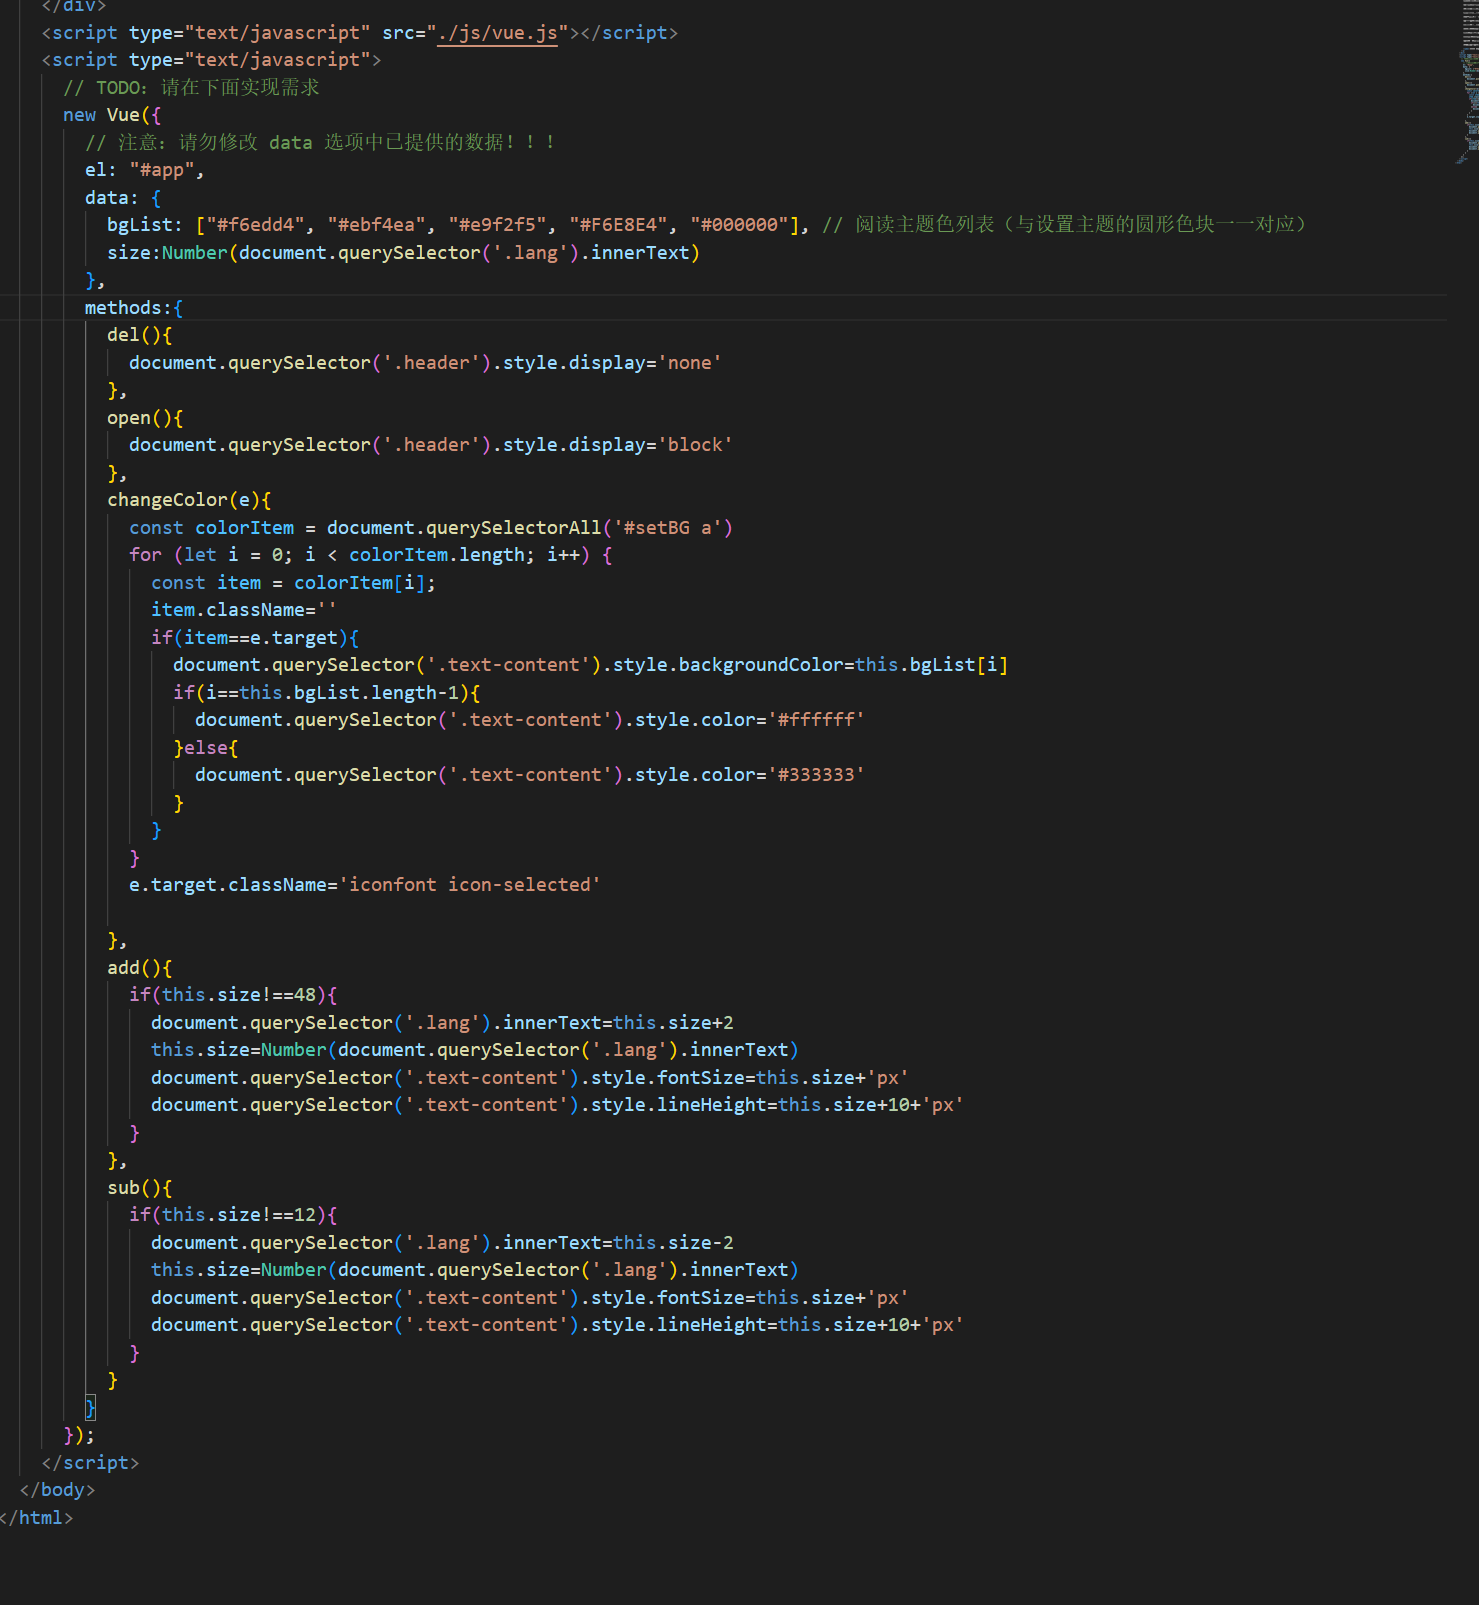 </div>
<script type="text/javascript" src="./js/vue.js"></script>
<script type="text/javascript">
// TODO：请在下面实现需求
new Vue({
// 注意：请勿修改 data 选项中已提供的数据！！！
el: "#app",
data: {
bgList: ["#f6edd4", "#ebf4ea", "#e9f2f5", "#F6E8E4", "#000000"], // 阅读主题色列表（与设置主题的圆形色块一一对应）
size:Number(document.querySelector('.lang').innerText)
},
methods:{
del(){
document.querySelector('.header').style.display='none'
},
open(){
document.querySelector('.header').style.display='block'
},
changeColor(e){
const colorItem = document.querySelectorAll('#setBG a')
for (let i = 0; i < colorItem.length; i++) {
const item = colorItem[i];
item.className=''
if(item==e.target){
document.querySelector('.text-content').style.backgroundColor=this.bgList[i]
if(i==this.bgList.length-1){
document.querySelector('.text-content').style.color='#ffffff'
}else{
document.querySelector('.text-content').style.color='#333333'
}
}
}
e.target.className='iconfont icon-selected'
},
add(){
if(this.size!==48){
document.querySelector('.lang').innerText=this.size+2
this.size=Number(document.querySelector('.lang').innerText)
document.querySelector('.text-content').style.fontSize=this.size+'px'
document.querySelector('.text-content').style.lineHeight=this.size+10+'px'
}
},
sub(){
if(this.size!==12){
document.querySelector('.lang').innerText=this.size-2
this.size=Number(document.querySelector('.lang').innerText)
document.querySelector('.text-content').style.fontSize=this.size+'px'
document.querySelector('.text-content').style.lineHeight=this.size+10+'px'
}
}
}
});
</script>
</body>
</html>